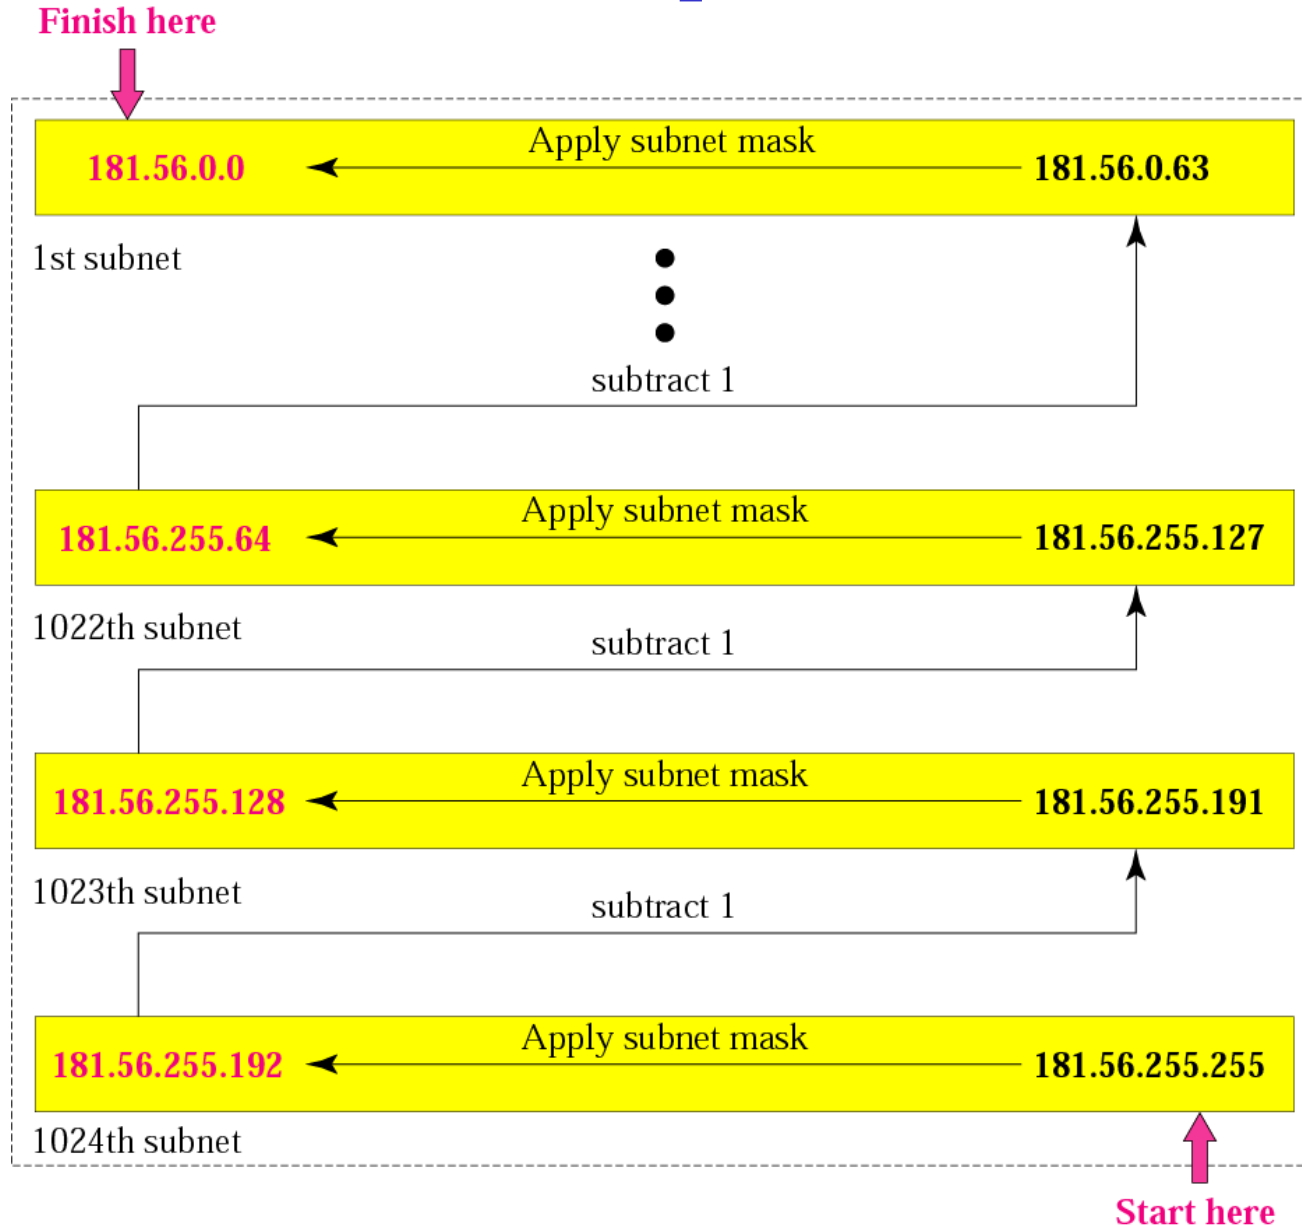 Finish here
181.56.0.0 Apply subnet mask 181.56.0.63
1st subnet
subtract 1
181.56.255.64 Apply subnet mask 181.56.255.127
1022th subnet
subtract 1
181.56.255.128 Apply subnet mask 181.56.255.191
1023th subnet
subtract 1
181.56.255.192 Apply subnet mask 181.56.255.255
1024th subnet
Start here